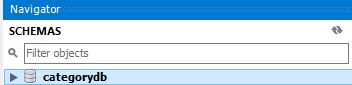 Navigator
SCHEMAS
Filter objects
categorydb